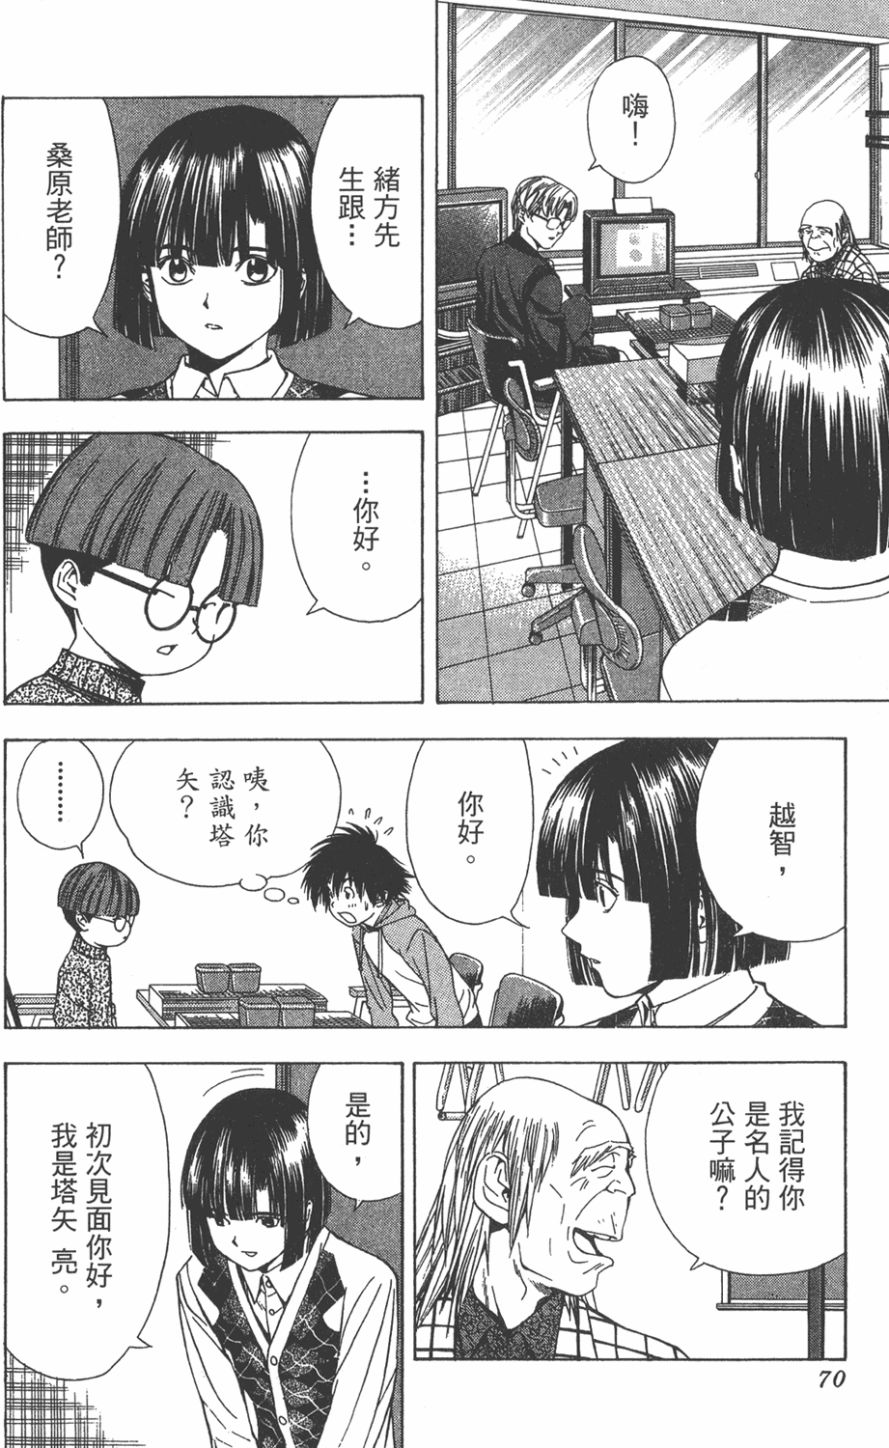 嗨！
緒方先
生跟⋯
桑原老師？
⋯你好。
越智，
你好。
咦，你
認識塔
矢？
⋯⋯⋯
我記得你
是名人的
公子嘛？
是的，
初次見面你好，
我是塔矢 亮。
70